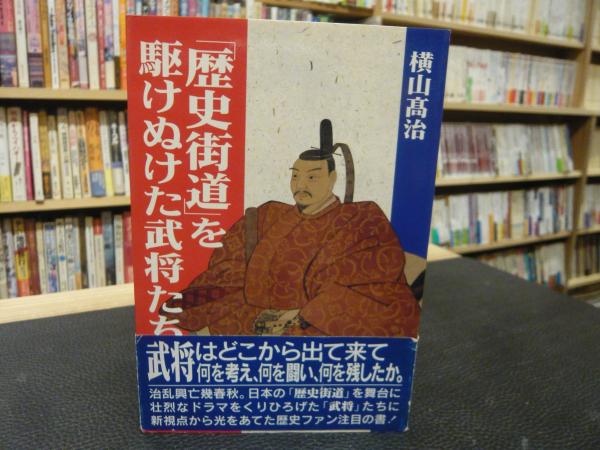 「歴史街道」を
駆けぬけた武将たち
横山高治
武将はどこから出て来て
何を考え、何を闘い、何を残したか。
治乱興亡幾春秋。日本の「歴史街道」を舞台に
壮烈なドラマをくりひろげた「武将」たちに
新視点から光をあてた歴史ファン注目の書!